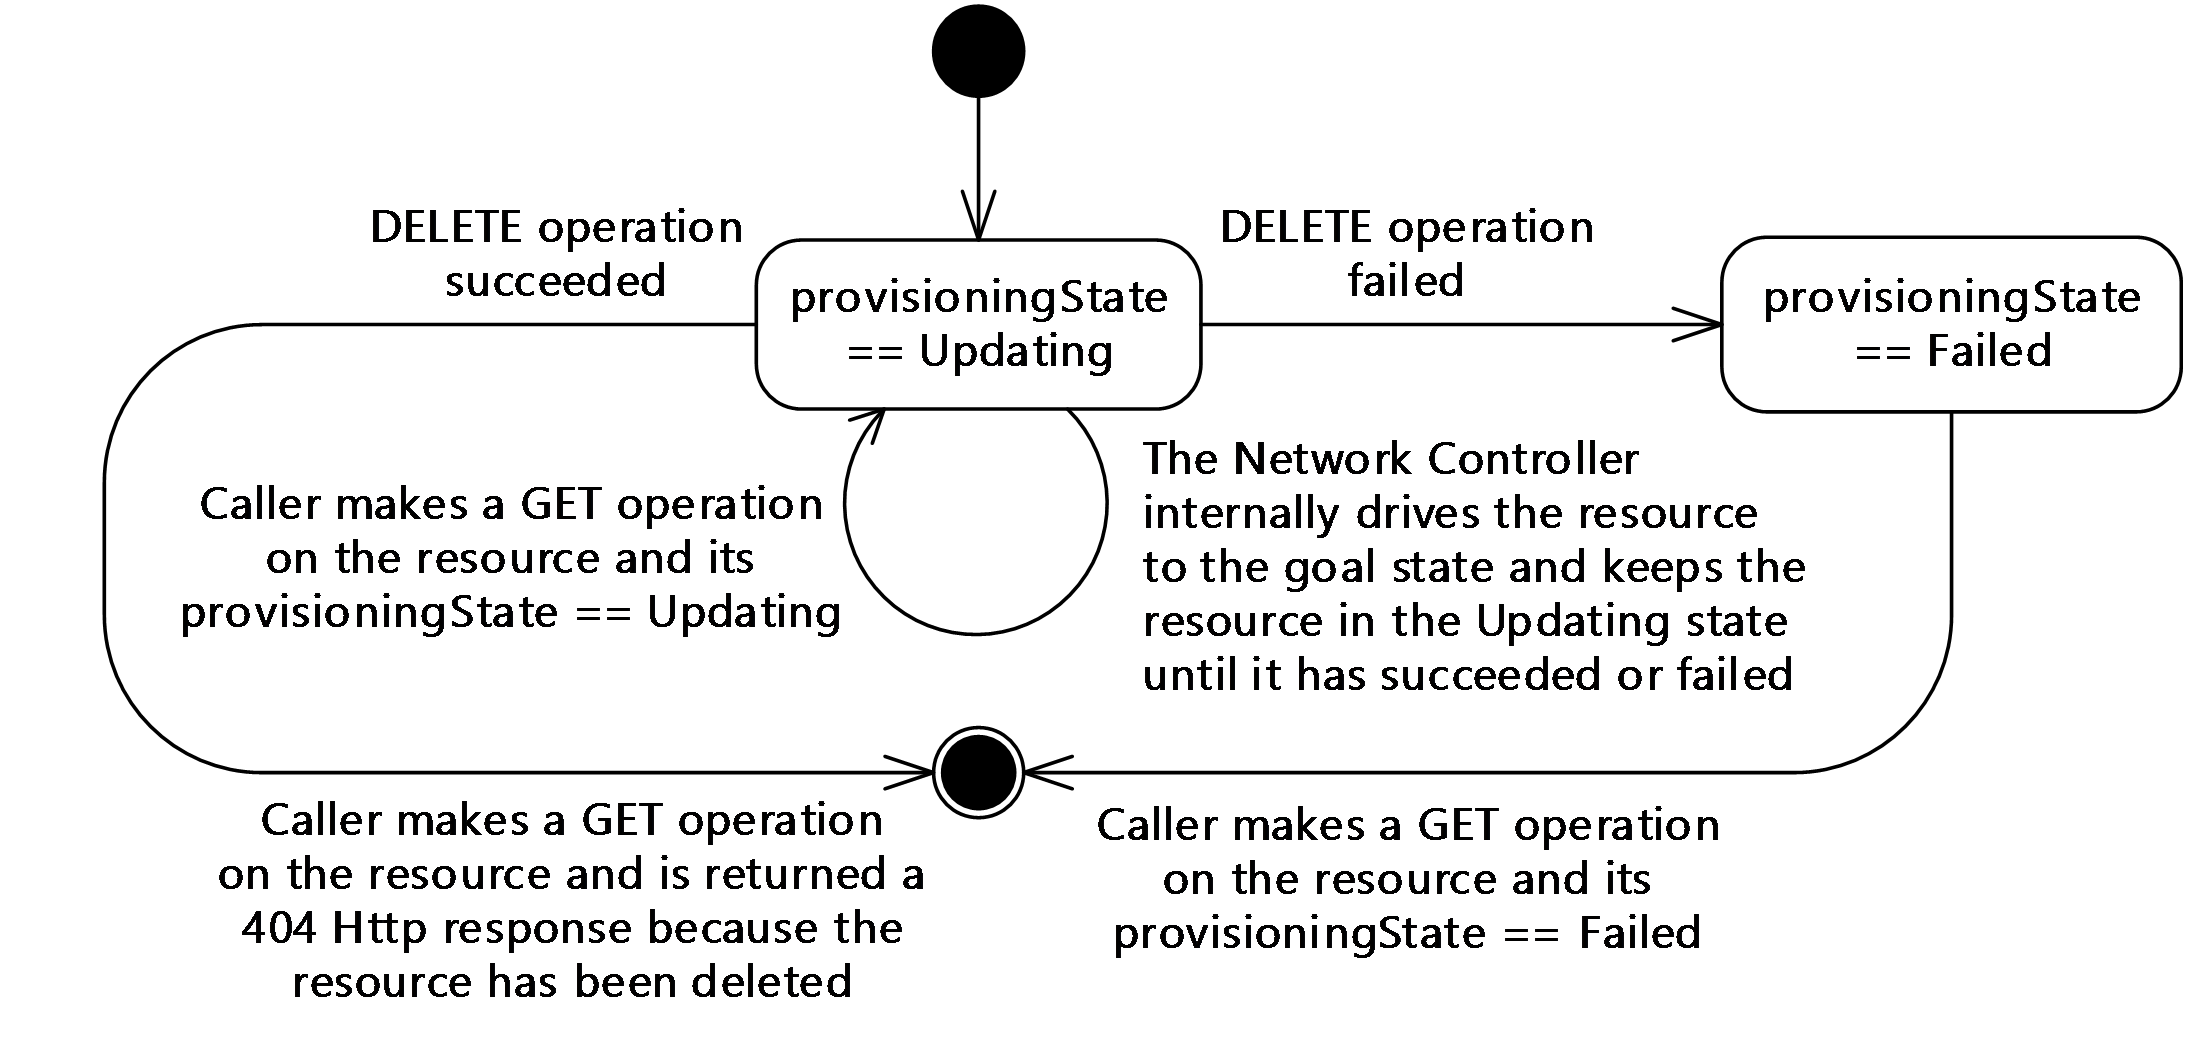 DELETE operation
succeeded
provisioningState
== Updating
DELETE operation
failed
provisioningState
== Failed
Caller makes a GET operation
on the resource and its
provisioningState == Updating
The Network Controller
internally drives the resource
to the goal state and keeps the
resource in the Updating state
until it has succeeded or failed
Caller makes a GET operation
on the resource and is returned a
404 Http response because the
resource has been deleted
Caller makes a GET operation
on the resource and its
provisioningState == Failed